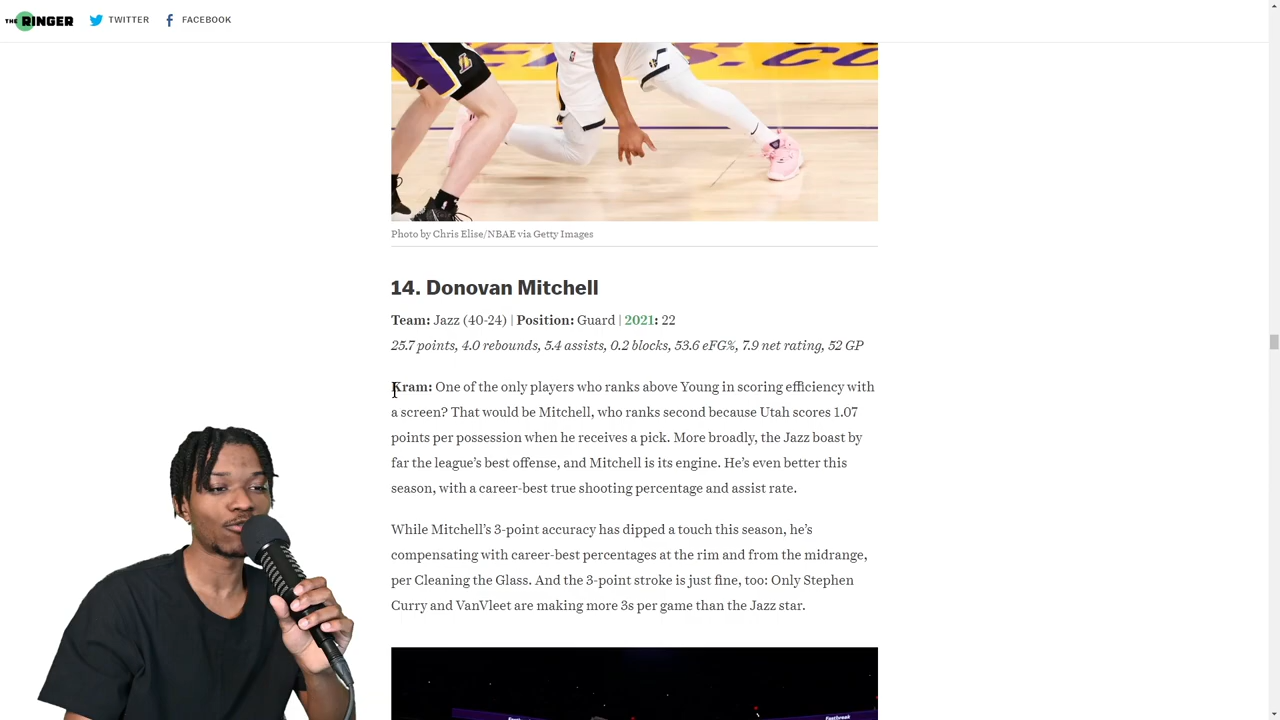 THE RINGER TWITTER FACEBOOK
Photo by Chris Elise/NBAE via Getty Images
14. Donovan Mitchell
Team: Jazz (40-24) | Position: Guard | 2021: 22
25.7 points, 4.0 rebounds, 5.4 assists, 0.2 blocks, 53.6 eFG%, 7.9 net rating, 52 GP
Kram: One of the only players who ranks above Young in scoring efficiency with
a screen? That would be Mitchell, who ranks second because Utah scores 1.07
points per possession when he receives a pick. More broadly, the Jazz boast by
far the league’s best offense, and Mitchell is its engine. He’s even better this
season, with a career-best true shooting percentage and assist rate.
While Mitchell’s 3-point accuracy has dipped a touch this season, he’s
compensating with career-best percentages at the rim and from the midrange,
per Cleaning the Glass. And the 3-point stroke is just fine, too: Only Stephen
Curry and VanVleet are making more 3s per game than the Jazz star.